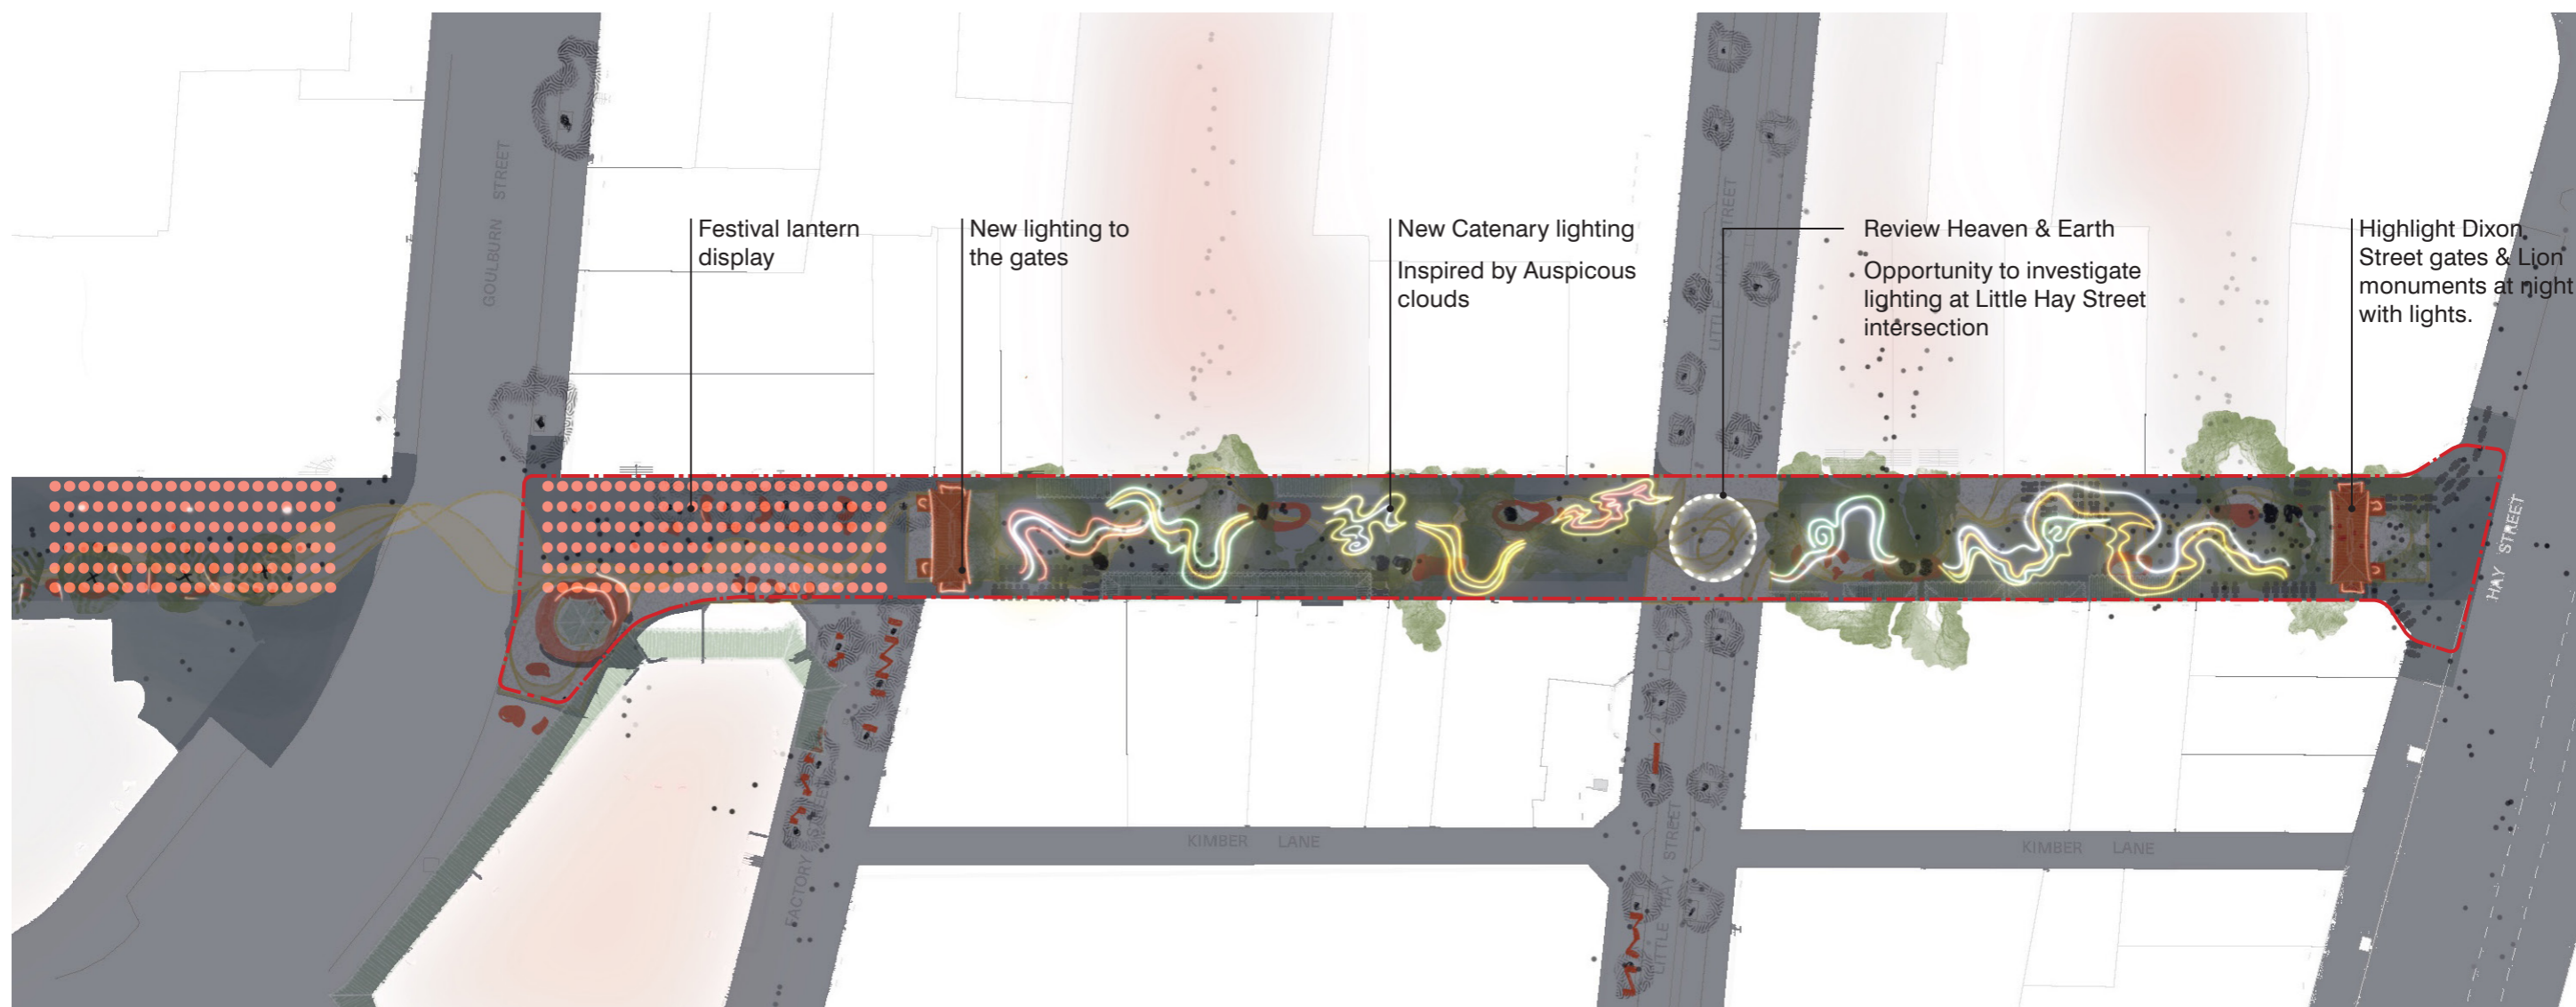 GOULBURN STREET
Festival lantern
display
New lighting to
the gates
New Catenary lighting
Inspired by Auspicous
clouds
LITTLE HAY STREET
Review Heaven & Earth
Opportunity to investigate
lighting at Little Hay Street
intersection
Highlight Dixon
Street gates & Lion
monuments at night
with lights.
HAY STREET
FACTORY STREET
KIMBER LANE
LITTLE HAY STREET
KIMBER LANE